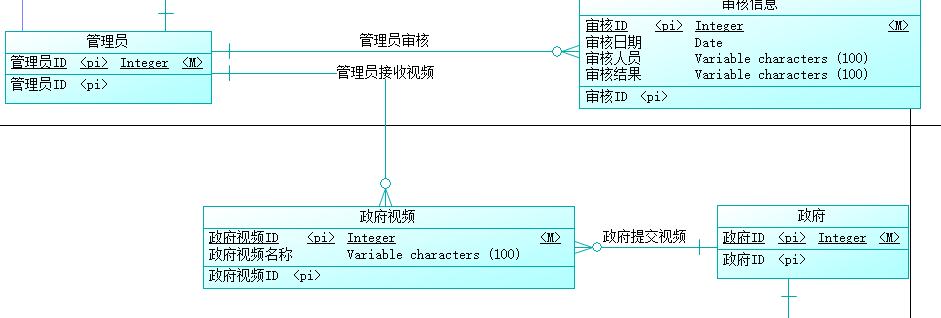 审核信息
审核ID <pi> Integer <M>
审核日期 Date
审核人员 Variable characters (100)
审核结果 Variable characters (100)
审核ID <pi>
管理员
管理员ID <pi> Integer <M>
管理员ID <pi>
管理员审核
管理员接收视频
政府视频
政府视频ID <pi> Integer <M>
政府视频名称 Variable characters (100)
政府视频ID <pi>
政府提交视频
政府
政府ID <pi> Integer <M>
政府ID <pi>